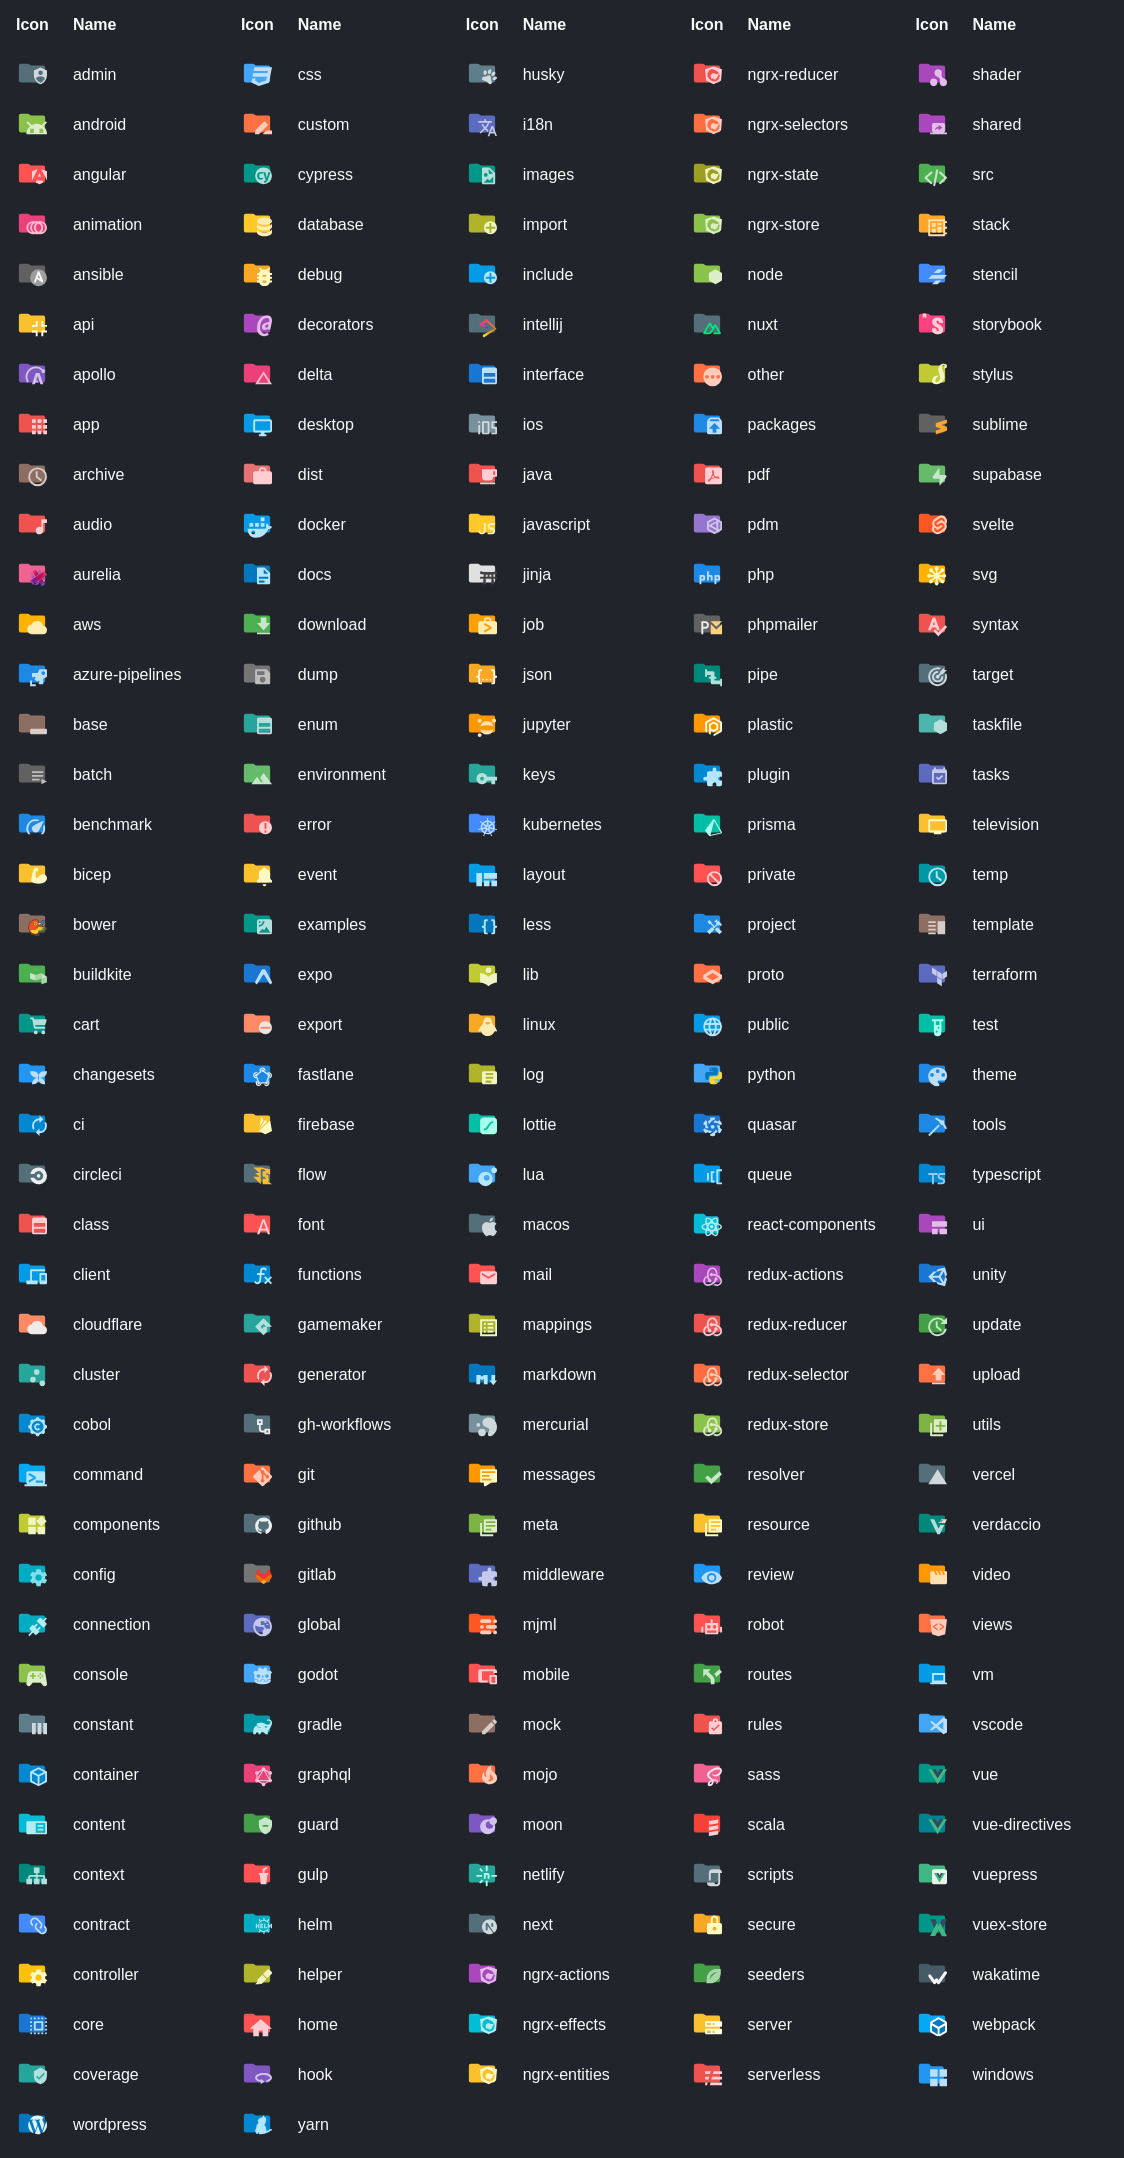 Icon Name Icon Name Icon Name Icon Name Icon Name
admin css husky ngrx-reducer shader
android custom i18n ngrx-selectors shared
angular cypress images ngrx-state src
animation database import ngrx-store stack
ansible debug include node stencil
api decorators intellij nuxt storybook
apollo delta interface other stylus
app desktop ios packages sublime
archive dist java pdf supabase
audio docker javascript pdm svelte
aurelia docs jinja php svg
aws download job phpmailer syntax
azure-pipelines dump json pipe target
base enum jupyter plastic taskfile
batch environment keys plugin tasks
benchmark error kubernetes prisma television
bicep event layout private temp
bower examples less project template
buildkite expo lib proto terraform
cart export linux public test
changesets fastlane log python theme
ci firebase lottie quasar tools
circleci flow lua queue typescript
class font macos react-components ui
client functions mail redux-actions unity
cloudflare gamemaker mappings redux-reducer update
cluster generator markdown redux-selector upload
cobol gh-workflows mercurial redux-store utils
command git messages resolver vercel
components github meta resource verdaccio
config gitlab middleware review video
connection global mjml robot views
console godot mobile routes vm
constant gradle mock rules vscode
container graphql mojo sass vue
content guard moon scala vue-directives
context gulp netlify scripts vuepress
contract helm next secure vuex-store
controller helper ngrx-actions seeders wakatime
core home ngrx-effects server webpack
coverage hook ngrx-entities serverless windows
wordpress yarn